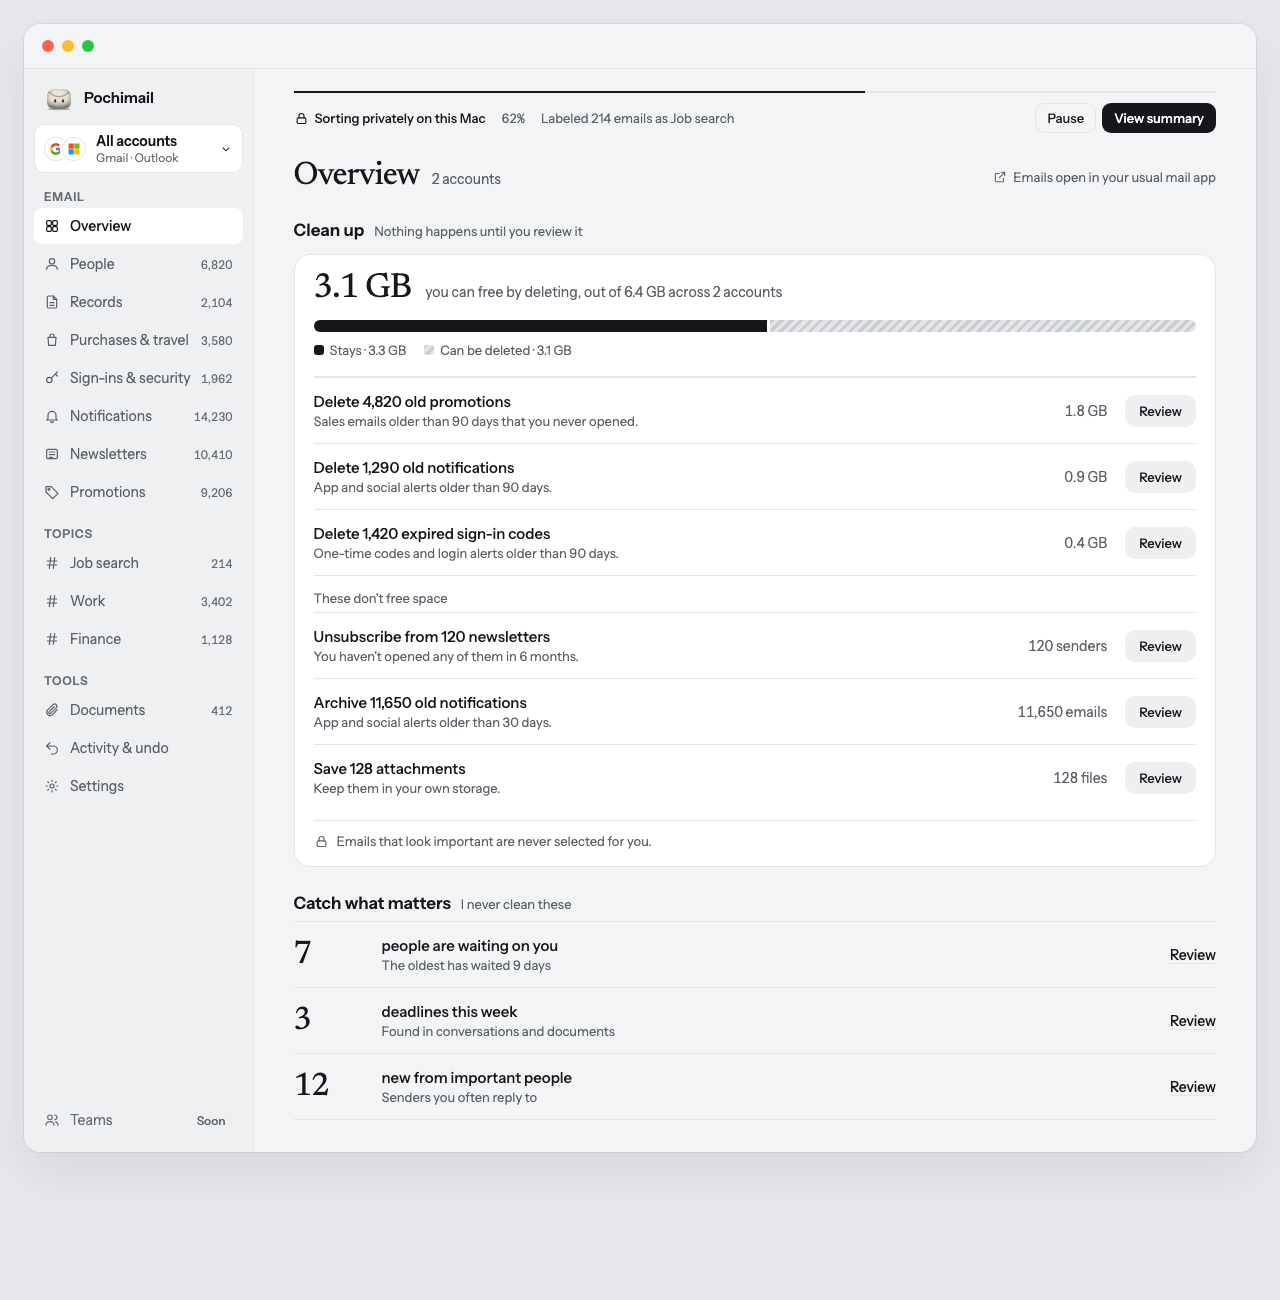 Pochimail
All accounts
Gmail · Outlook
EMAIL
Overview
People 6,820
Records 2,104
Purchases & travel 3,580
Sign-ins & security 1,962
Notifications 14,230
Newsletters 10,410
Promotions 9,206
TOPICS
# Job search 214
# Work 3,402
# Finance 1,128
TOOLS
Documents 412
Activity & undo
Settings
Teams Soon
Sorting privately on this Mac 62% Labeled 214 emails as Job search Pause View summary
Overview 2 accounts Emails open in your usual mail app
Clean up Nothing happens until you review it
3.1 GB you can free by deleting, out of 6.4 GB across 2 accounts
Stays · 3.3 GB Can be deleted · 3.1 GB
Delete 4,820 old promotions
Sales emails older than 90 days that you never opened.
1.8 GB Review
Delete 1,290 old notifications
App and social alerts older than 90 days.
0.9 GB Review
Delete 1,420 expired sign-in codes
One-time codes and login alerts older than 90 days.
0.4 GB Review
These don't free space
Unsubscribe from 120 newsletters
You haven't opened any of them in 6 months.
120 senders Review
Archive 11,650 old notifications
App and social alerts older than 30 days.
11,650 emails Review
Save 128 attachments
Keep them in your own storage.
128 files Review
Emails that look important are never selected for you.
Catch what matters I never clean these
7 people are waiting on you
The oldest has waited 9 days
Review
3 deadlines this week
Found in conversations and documents
Review
12 new from important people
Senders you often reply to
Review